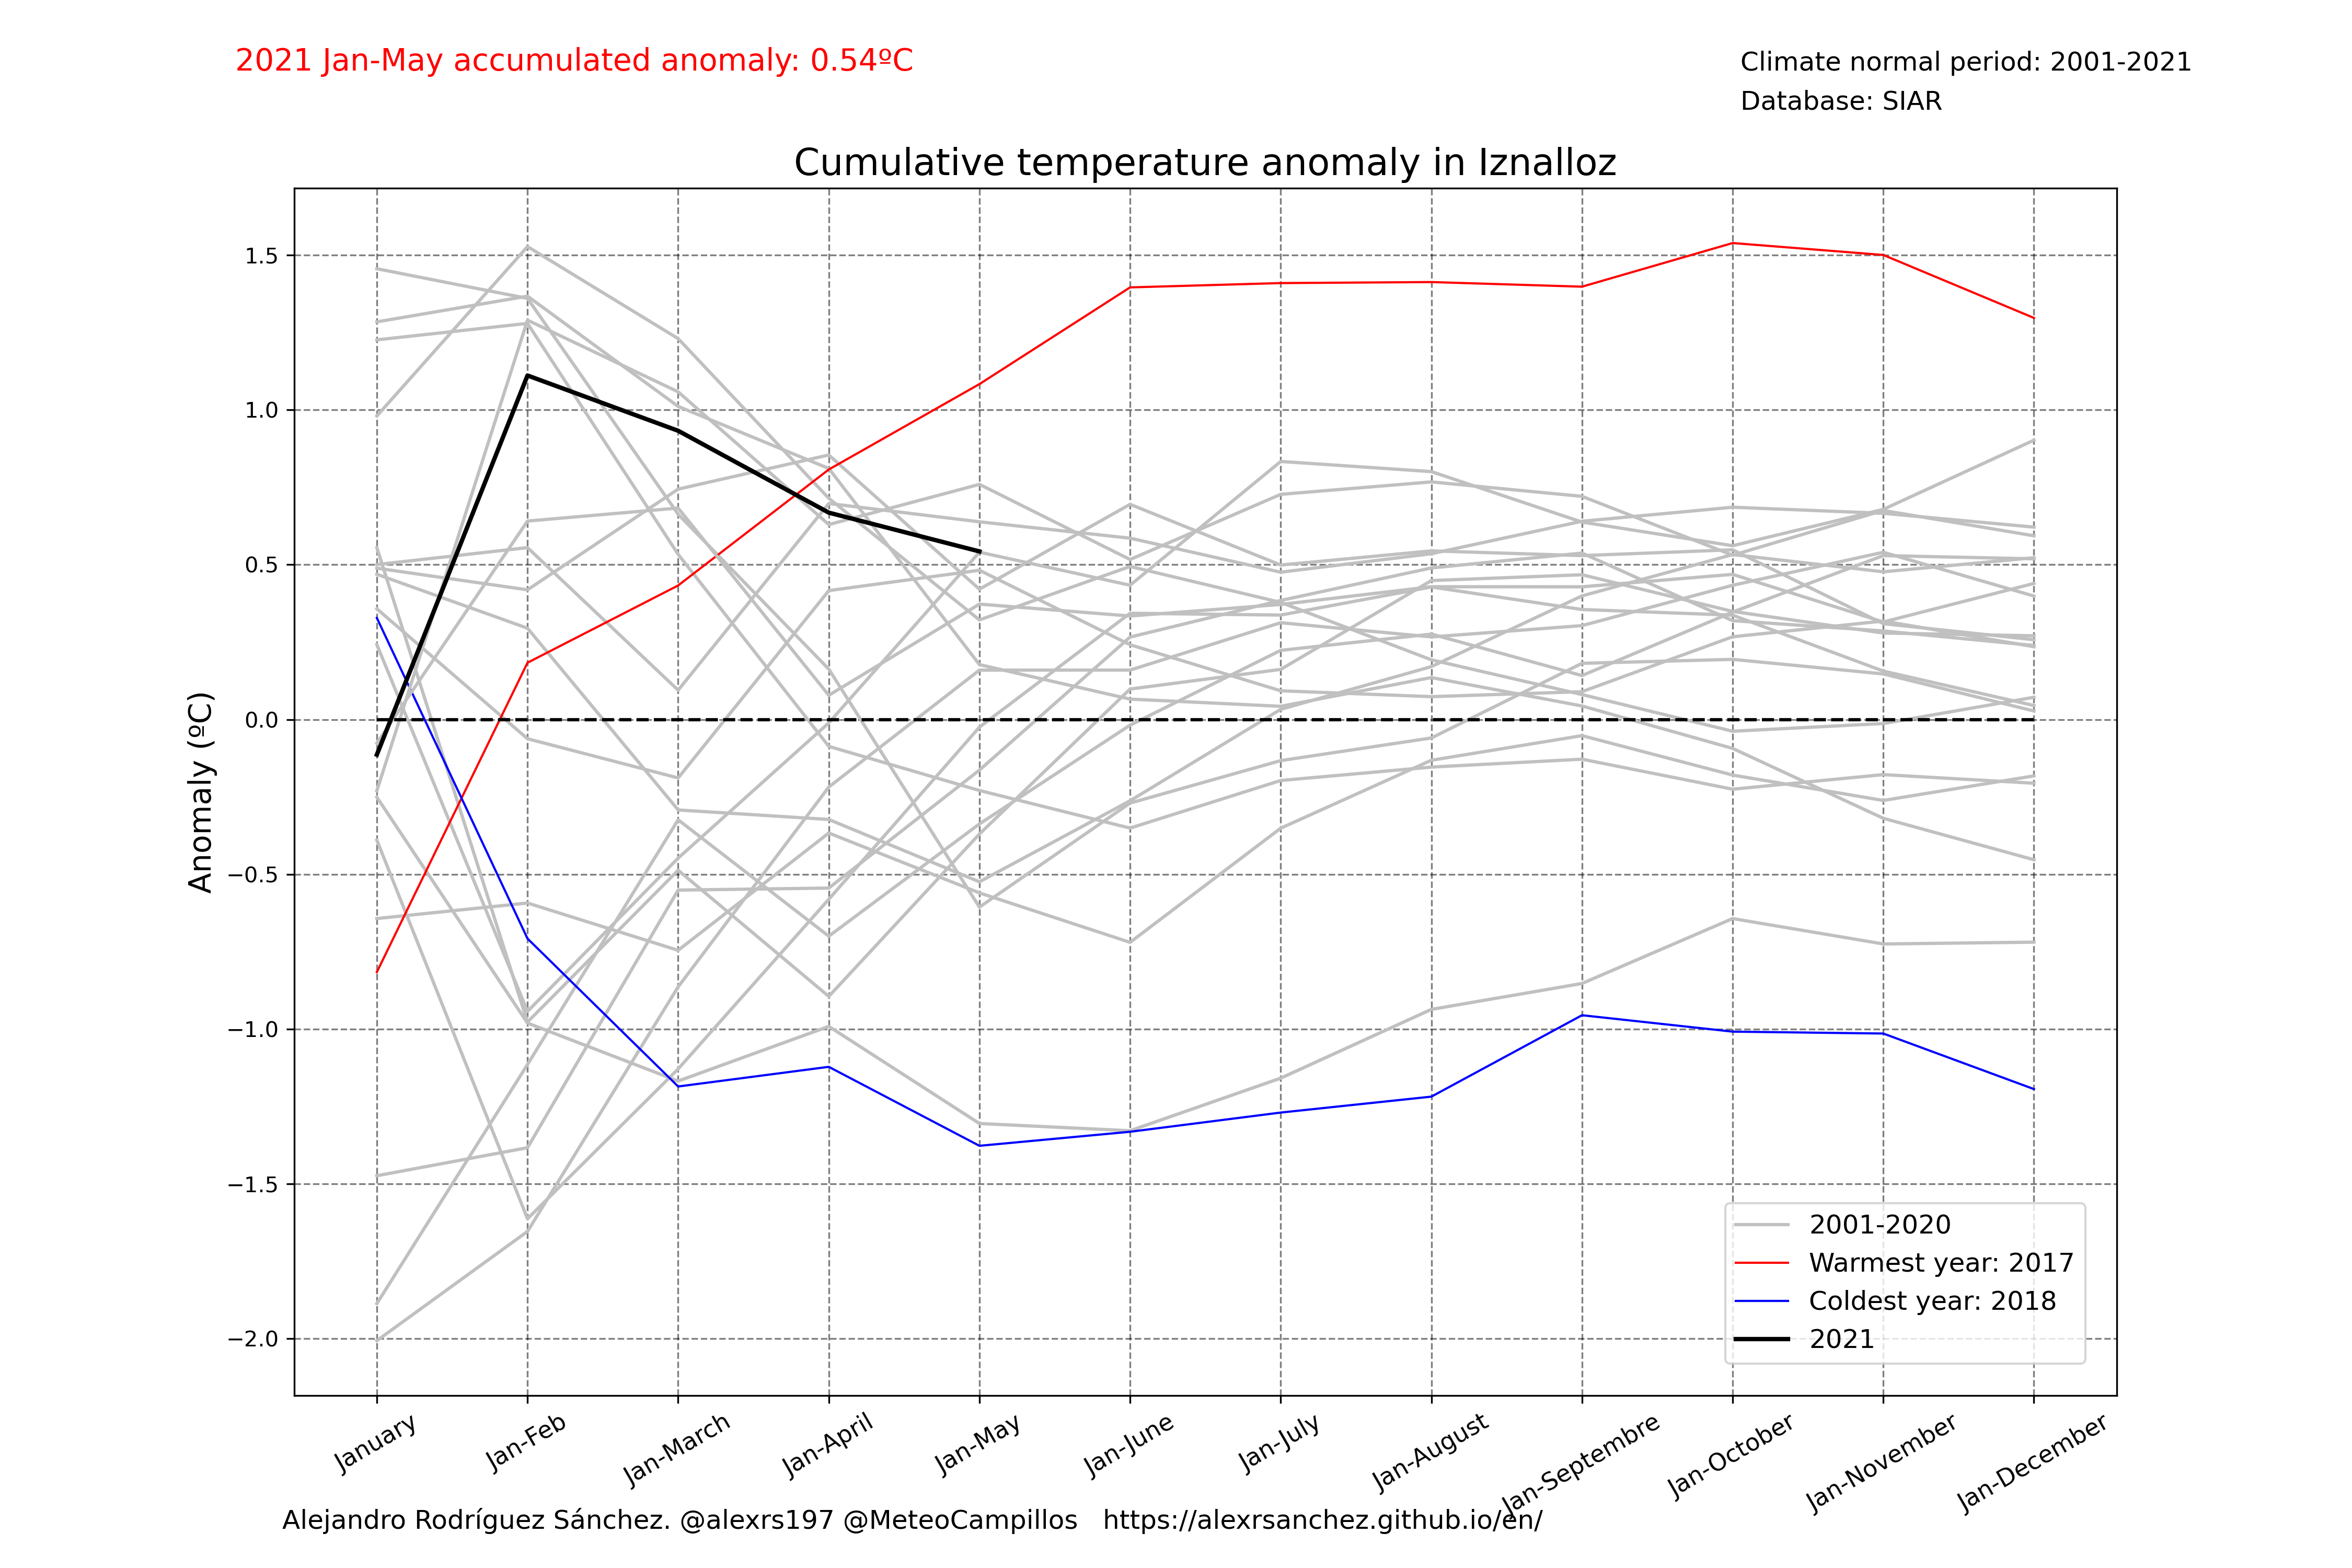 2021 Jan-May accumulated anomaly: 0.54ºC
Climate normal period: 2001-2021
Database: SIAR
Cumulative temperature anomaly in Iznalloz
Anomaly (ºC)
1.5
1.0
0.5
0.0
−0.5
−1.0
−1.5
−2.0
2001-2020
Warmest year: 2017
Coldest year: 2018
2021
January
Jan-Feb
Jan-March
Jan-April
Jan-May
Jan-June
Jan-July
Jan-August
Jan-Septembre
Jan-October
Jan-November
Jan-December
Alejandro Rodríguez Sánchez. @alexrs197 @MeteoCampillos https://alexrsanchez.github.io/en/